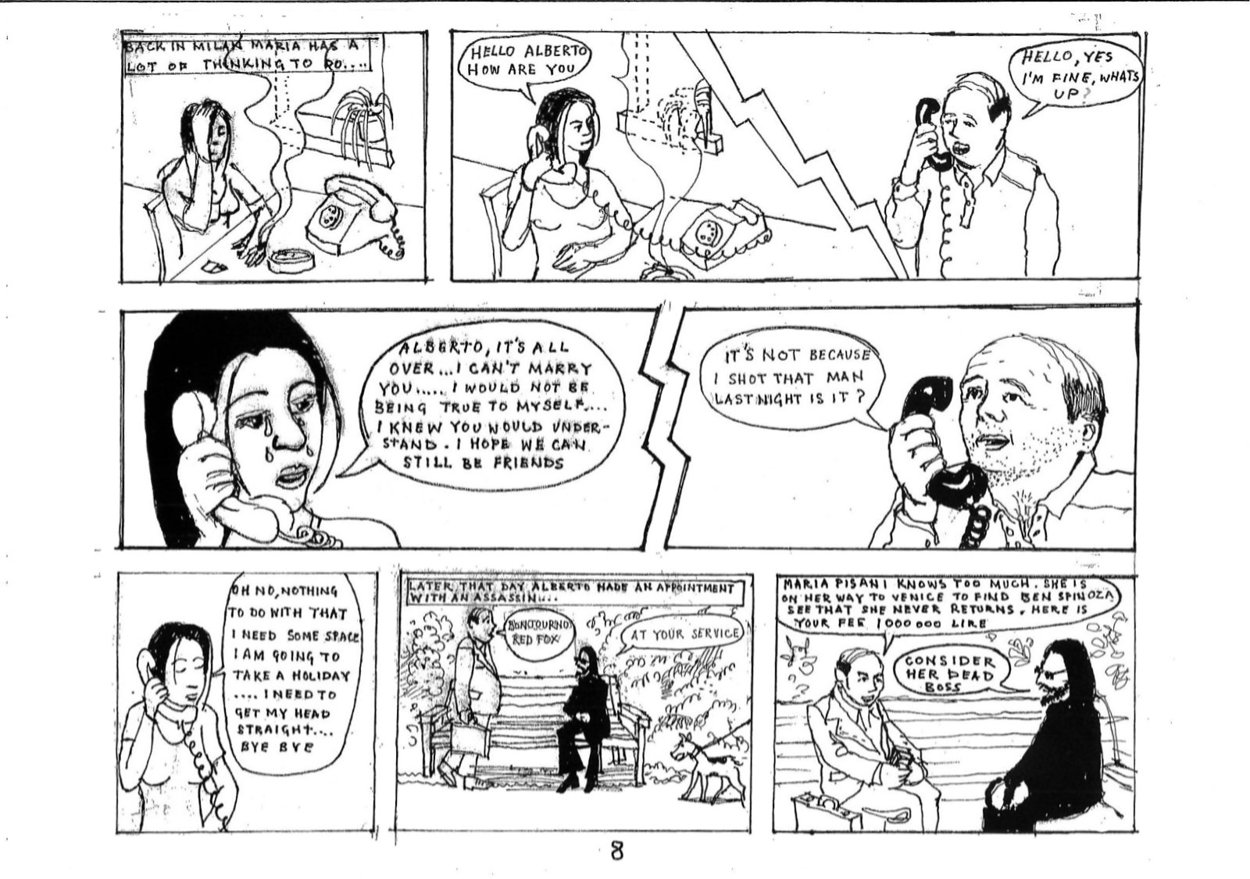 BACK IN MILAN MARIA HAS A
LOT OF THINKING TO DO....
HELLO ALBERTO
HOW ARE YOU
HELLO, YES
I'M FINE, WHATS
UP?
ALBERTO, IT'S ALL
OVER...I CAN'T MARRY
YOU..... I WOULD NOT BE
BEING TRUE TO MYSELF....
I KNEW YOU WOULD UNDER-
STAND. I HOPE WE CAN
STILL BE FRIENDS
IT'S NOT BECAUSE
I SHOT THAT MAN
LAST NIGHT IS IT?
OH NO, NOTHING
TO DO WITH THAT
I NEED SOME SPACE
I AM GOING TO
TAKE A HOLIDAY
.... I NEED TO
GET MY HEAD
STRAIGHT....
BYE BYE
LATER THAT DAY ALBERTO MADE AN APPOINTMENT
WITH AN ASSASSIN...
BONGIOURNO
RED FOX
AT YOUR SERVICE
MARIA PISANI KNOWS TOO MUCH. SHE IS
ON HER WAY TO VENICE TO FIND BEN SPINOZA
SEE THAT SHE NEVER RETURNS, HERE IS
YOUR FEE 1000000 LIRE
CONSIDER
HER DEAD
BOSS
8